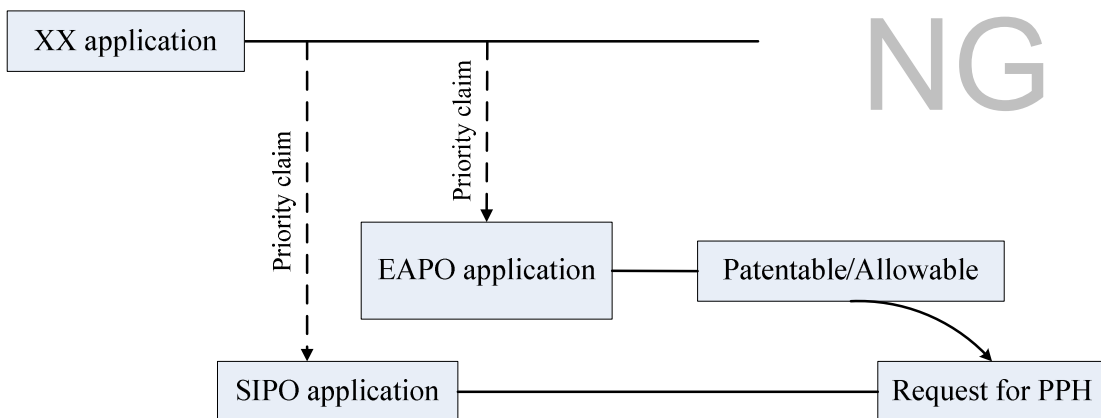 XX application
NG
Priority claim
Priority claim
EAPO application
Patentable/Allowable
SIPO application
Request for PPH